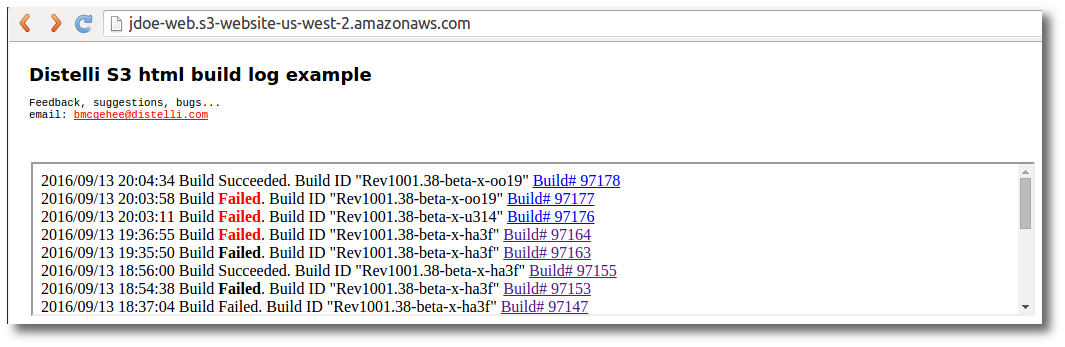 jdoe-web.s3-website-us-west-2.amazonaws.com
Distelli S3 html build log example
Feedback, suggestions, bugs...
email: bmcgehee@distelli.com
2016/09/13 20:04:34 Build Succeeded. Build ID "Rev1001.38-beta-x-oo19" Build# 97178
2016/09/13 20:03:58 Build Failed. Build ID "Rev1001.38-beta-x-oo19" Build# 97177
2016/09/13 20:03:11 Build Failed. Build ID "Rev1001.38-beta-x-u314" Build# 97176
2016/09/13 19:36:55 Build Failed. Build ID "Rev1001.38-beta-x-ha3f" Build# 97164
2016/09/13 19:35:50 Build Failed. Build ID "Rev1001.38-beta-x-ha3f" Build# 97163
2016/09/13 18:56:00 Build Succeeded. Build ID "Rev1001.38-beta-x-ha3f" Build# 97155
2016/09/13 18:54:38 Build Failed. Build ID "Rev1001.38-beta-x-ha3f" Build# 97153
2016/09/13 18:37:04 Build Failed. Build ID "Rev1001.38-beta-x-ha3f" Build# 97147